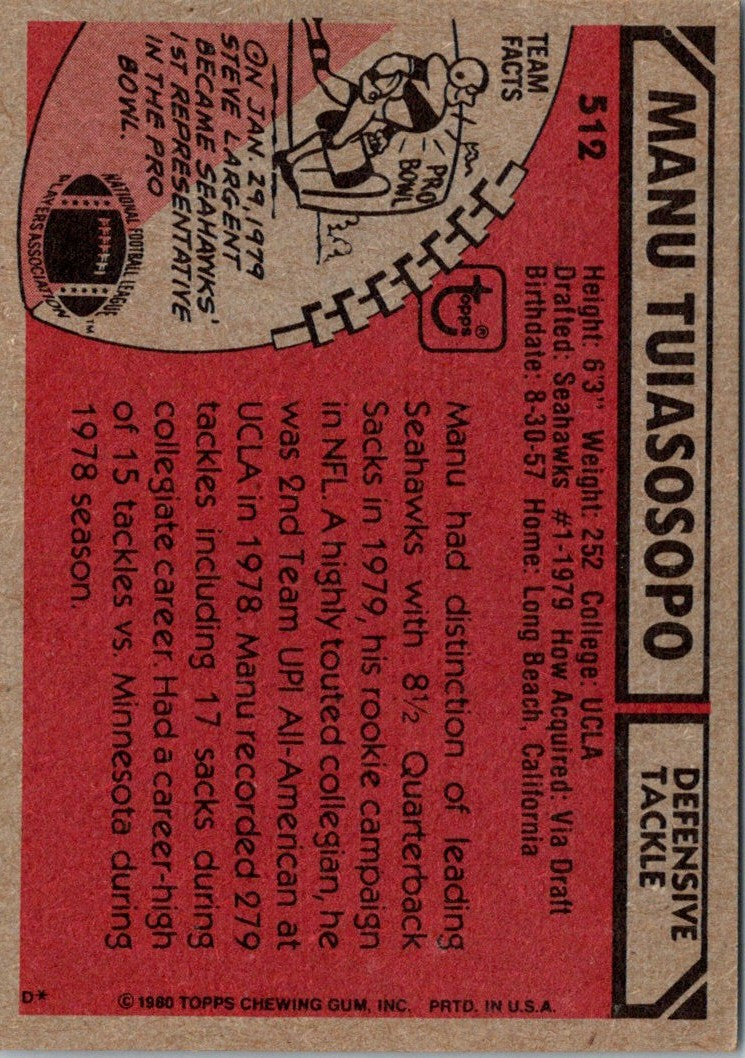 MANU TUIASOSOPO
DEFENSIVE
TACKLE
512
Height: 6'3" Weight: 252 College: UCLA
Drafted: Seahawks #1-1979 How Acquired: Via Draft
Birthdate: 8-30-57 Home: Long Beach, California
TEAM
FACTS
PRO
BOWL
ON JAN. 29, 1979
STEVE LARGENT
BECAME SEAHAWKS'
1ST REPRESENTATIVE
IN THE PRO
BOWL.
NATIONAL FOOTBALL LEAGUE
PLAYERS ASSOCIATION
TM
topps®
Manu had distinction of leading
Seahawks with 8½ Quarterback
Sacks in 1979, his rookie campaign
in NFL. A highly touted collegian, he
was 2nd Team UPI All-American at
UCLA in 1978. Manu recorded 279
tackles including 17 sacks during
collegiate career. Had a career-high
of 15 tackles vs. Minnesota during
1978 season.
D*
© 1980 TOPPS CHEWING GUM, INC. PRTD. IN U.S.A.